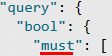 "query": {
"bool": {
"must": [